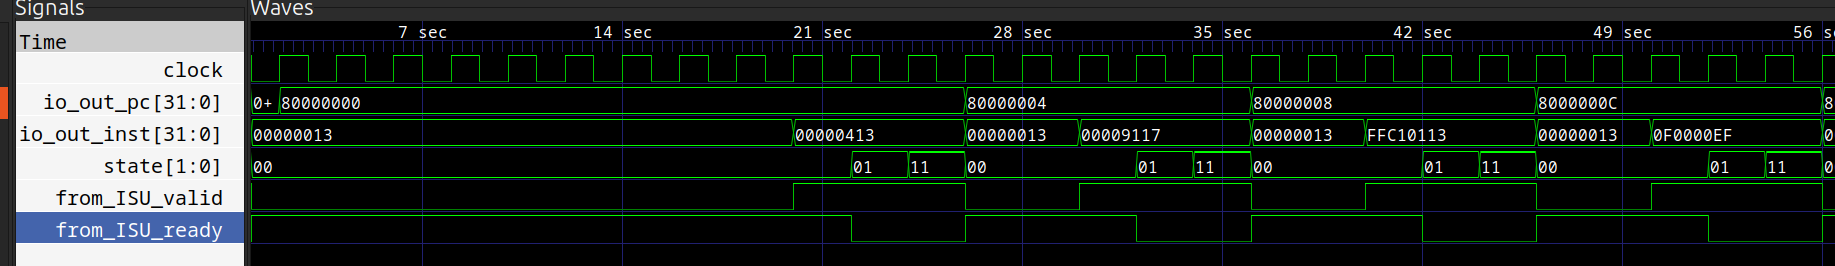 Signals Waves
Time 7 sec 14 sec 21 sec 28 sec 35 sec 42 sec 49 sec 56 s
clock
io_out_pc[31:0] 0+ 80000000 80000004 80000008 8000000C 8
io_out_inst[31:0] 00000013 00000413 00000013 00009117 00000013 FFC10113 00000013 0F0000EF 0
state[1:0] 00 01 11 00 01 11 00 01 11 00 01 11 0
from_ISU_valid
from_ISU_ready